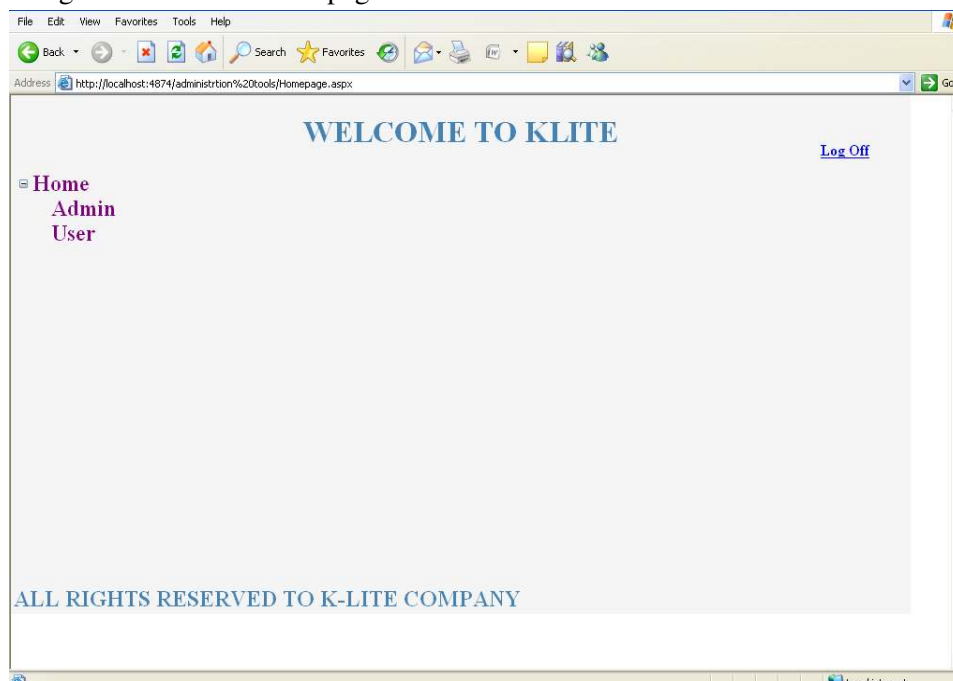 File Edit View Favorites Tools Help
Back Search Favorites
Address http://localhost:4874/administrtion%20tools/Homepage.aspx Go
WELCOME TO KLITE
Log Off
Home
Admin
User
ALL RIGHTS RESERVED TO K-LITE COMPANY